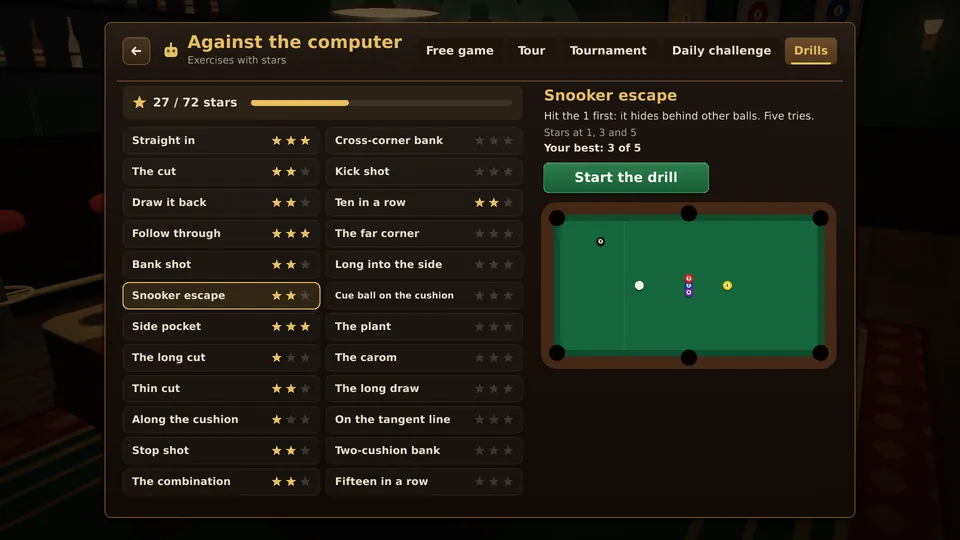 Against the computer
Exercises with stars
Free game
Tour
Tournament
Daily challenge
Drills
27 / 72 stars
Straight in
The cut
Draw it back
Follow through
Bank shot
Snooker escape
Side pocket
The long cut
Thin cut
Along the cushion
Stop shot
The combination
Cross-corner bank
Kick shot
Ten in a row
The far corner
Long into the side
Cue ball on the cushion
The plant
The carom
The long draw
On the tangent line
Two-cushion bank
Fifteen in a row
Snooker escape
Hit the 1 first: it hides behind other balls. Five tries.
Stars at 1, 3 and 5
Your best: 3 of 5
Start the drill